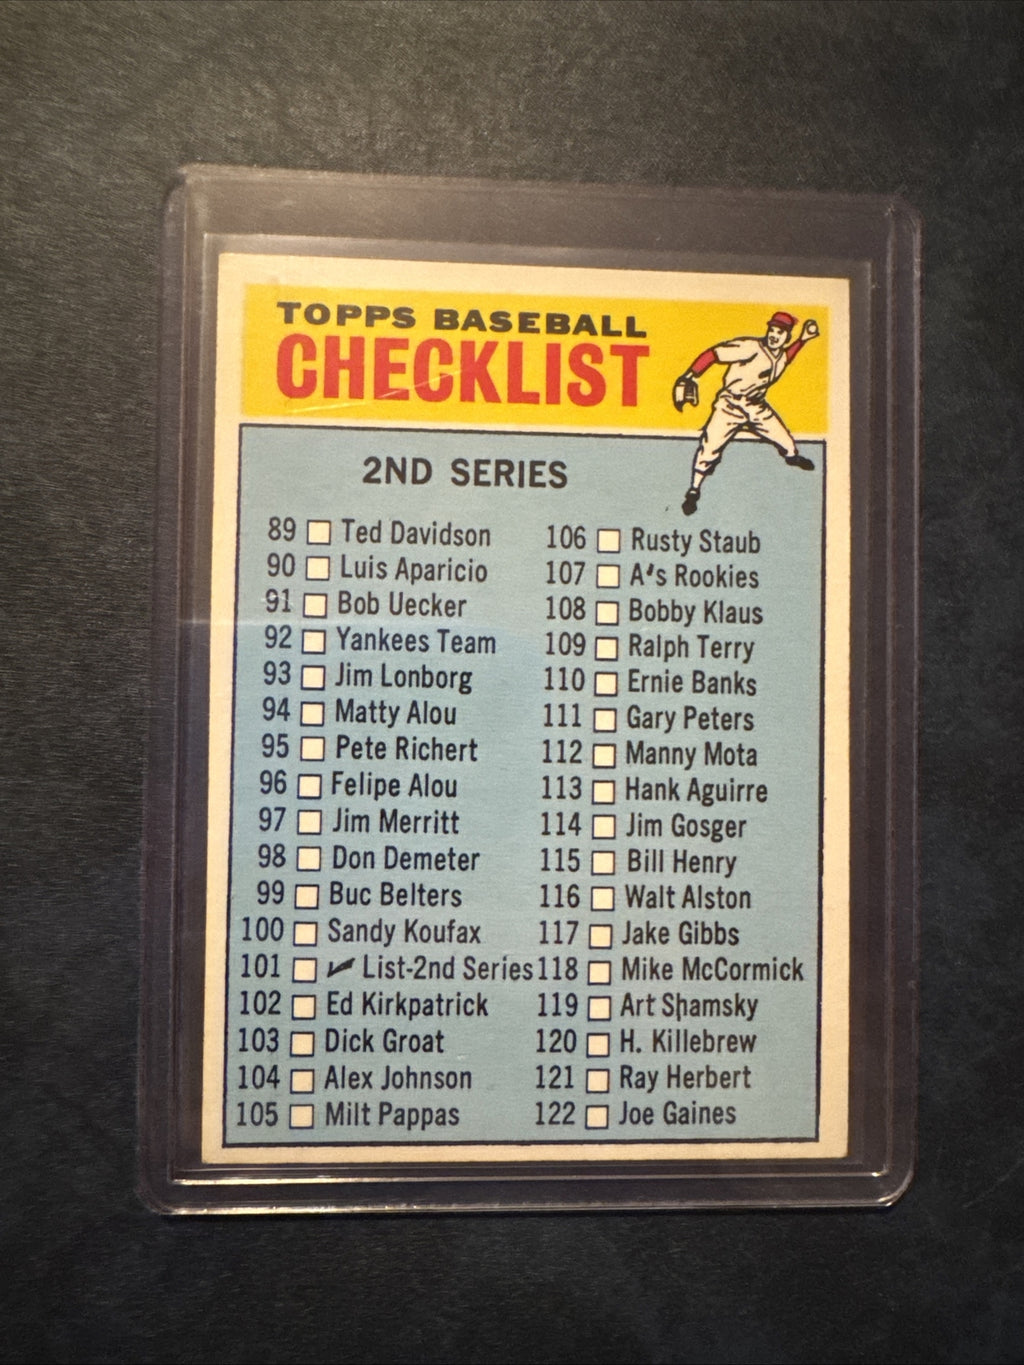 TOPPS BASEBALL
CHECKLIST
2ND SERIES
89 Ted Davidson
90 Luis Aparicio
91 Bob Uecker
92 Yankees Team
93 Jim Lonborg
94 Matty Alou
95 Pete Richert
96 Felipe Alou
97 Jim Merritt
98 Don Demeter
99 Buc Belters
100 Sandy Koufax
101 ✓ List-2nd Series
102 Ed Kirkpatrick
103 Dick Groat
104 Alex Johnson
105 Milt Pappas
106 Rusty Staub
107 A's Rookies
108 Bobby Klaus
109 Ralph Terry
110 Ernie Banks
111 Gary Peters
112 Manny Mota
113 Hank Aguirre
114 Jim Gosger
115 Bill Henry
116 Walt Alston
117 Jake Gibbs
118 Mike McCormick
119 Art Shamsky
120 H. Killebrew
121 Ray Herbert
122 Joe Gaines